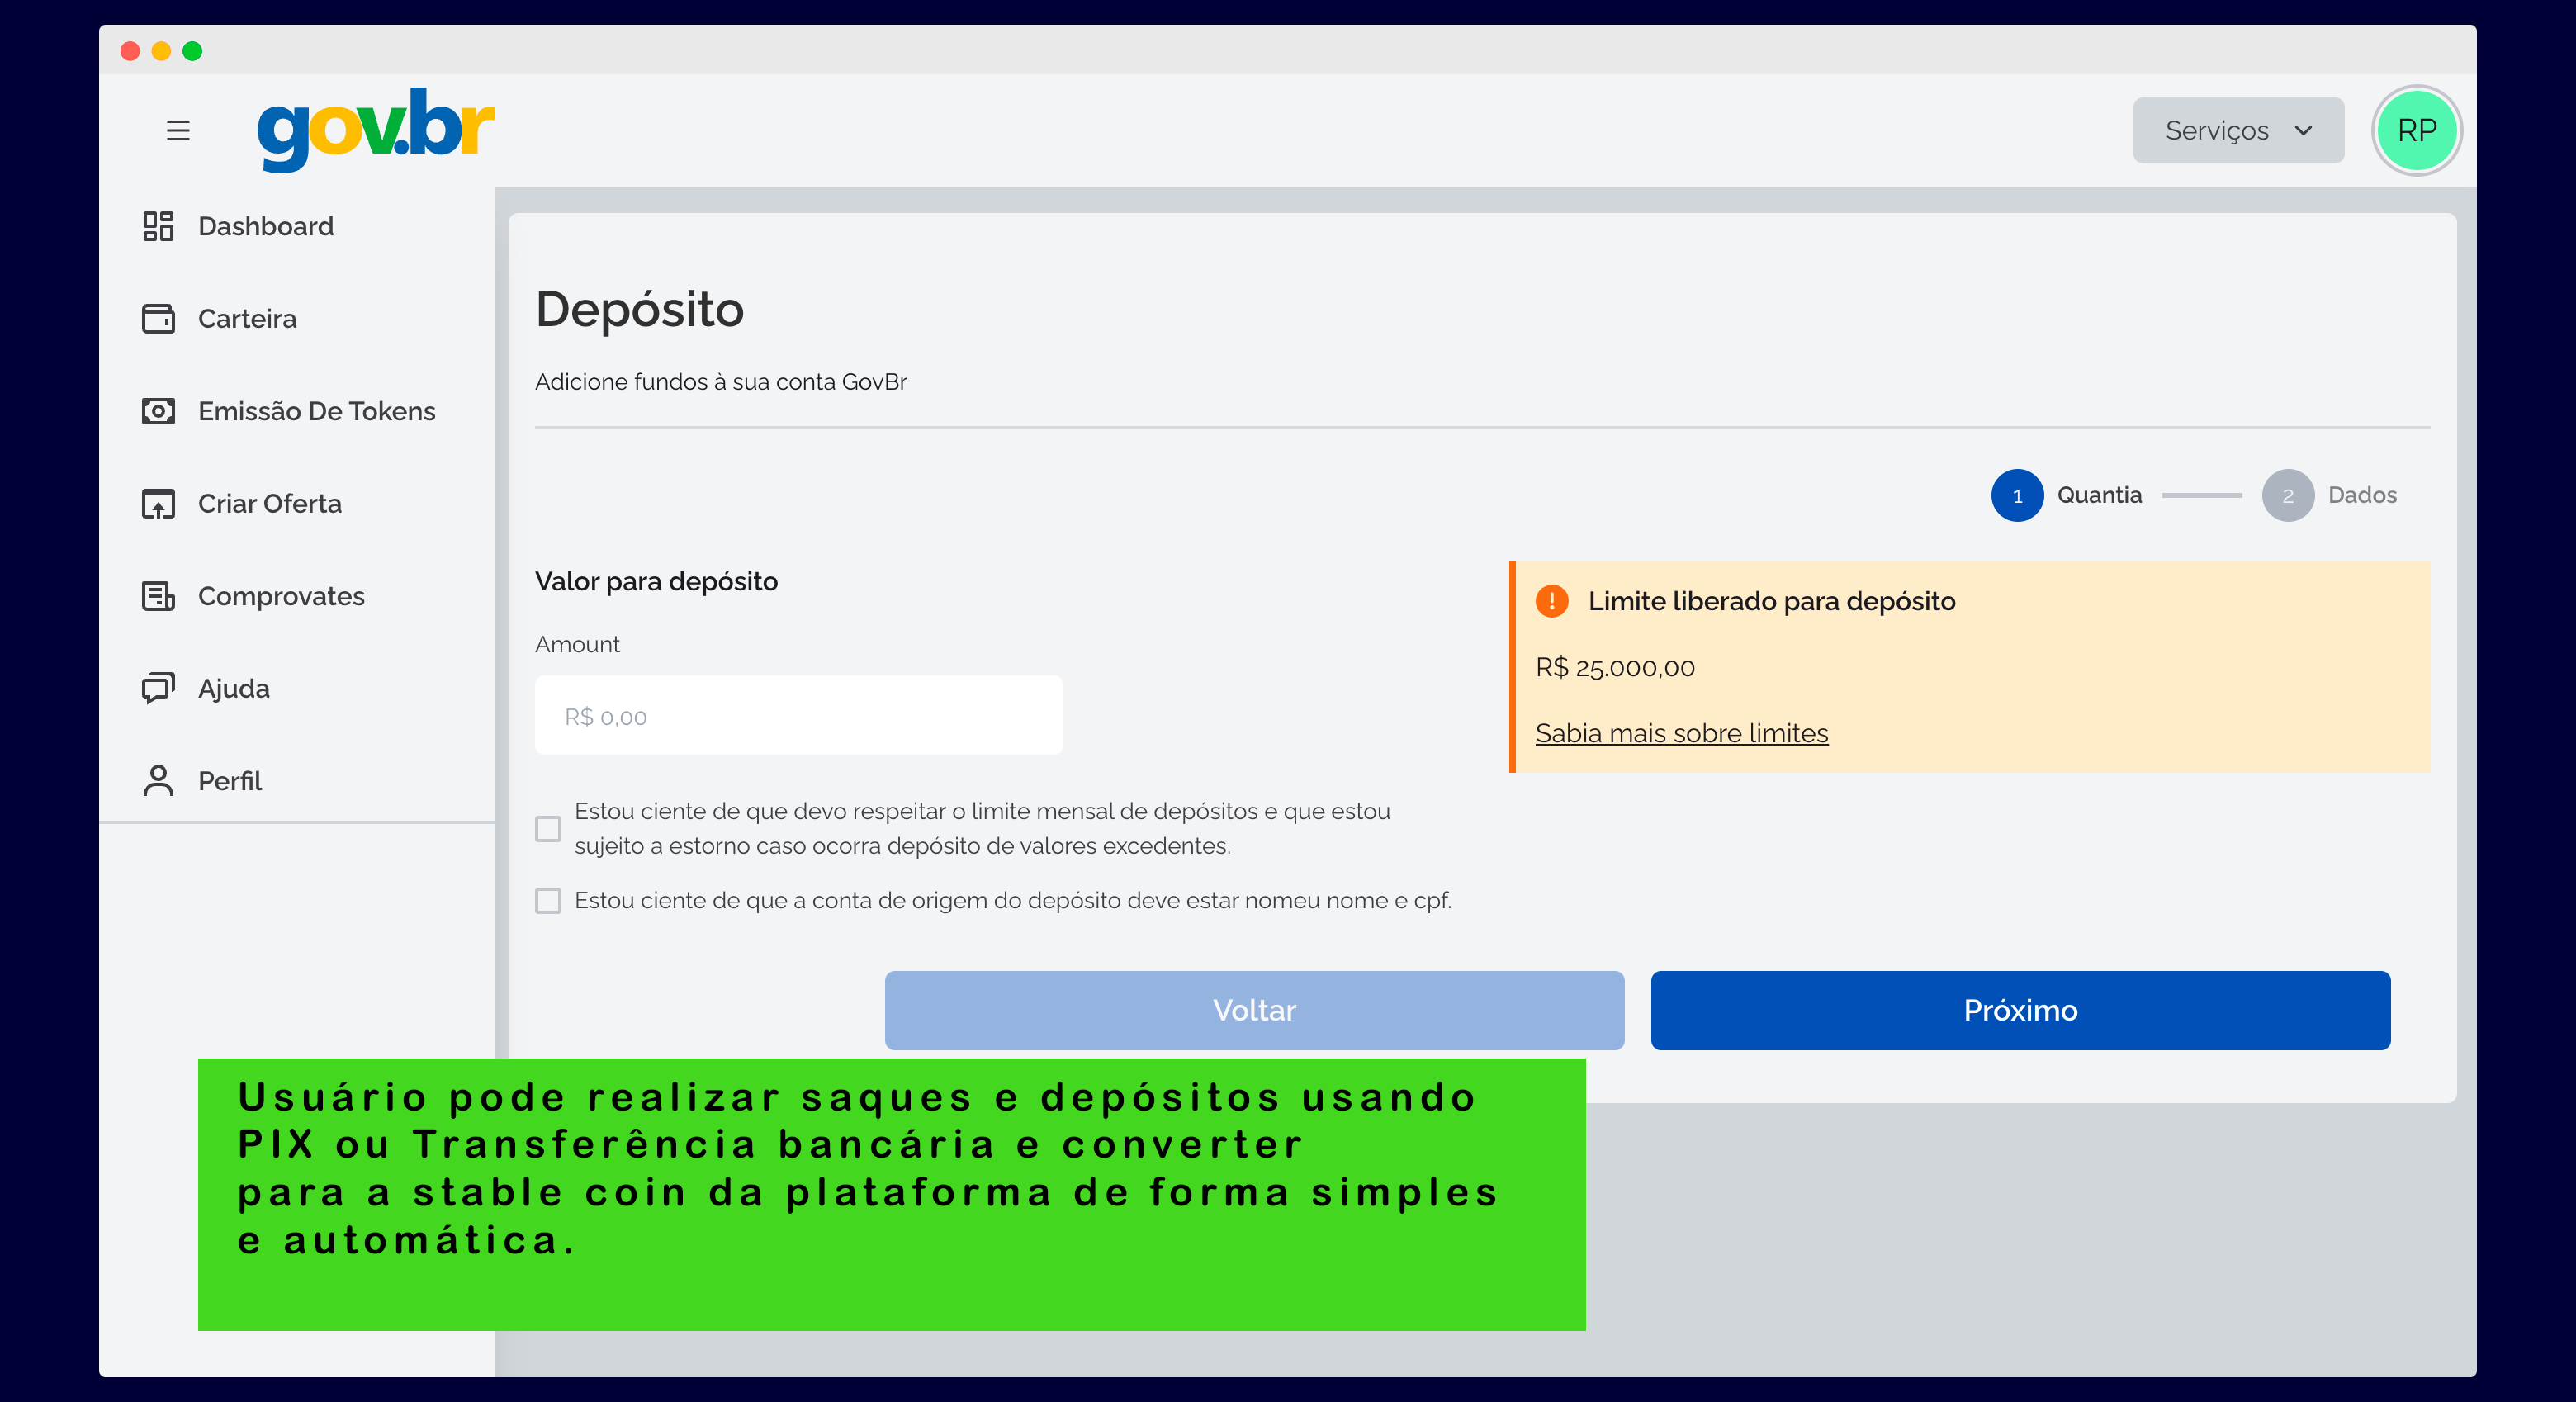 gov.br
Serviços
RP
Dashboard
Carteira
Emissão De Tokens
Criar Oferta
Comprovates
Ajuda
Perfil
Depósito
Adicione fundos à sua conta GovBr
1 Quantia 2 Dados
Valor para depósito
Amount
R$ 0,00
Limite liberado para depósito
R$ 25.000,00
Sabia mais sobre limites
Estou ciente de que devo respeitar o limite mensal de depósitos e que estou
sujeito a estorno caso ocorra depósito de valores excedentes.
Estou ciente de que a conta de origem do depósito deve estar nomeu nome e cpf.
Voltar
Próximo
Usuário pode realizar saques e depósitos usando
PIX ou Transferência bancária e converter
para a stable coin da plataforma de forma simples
e automática.